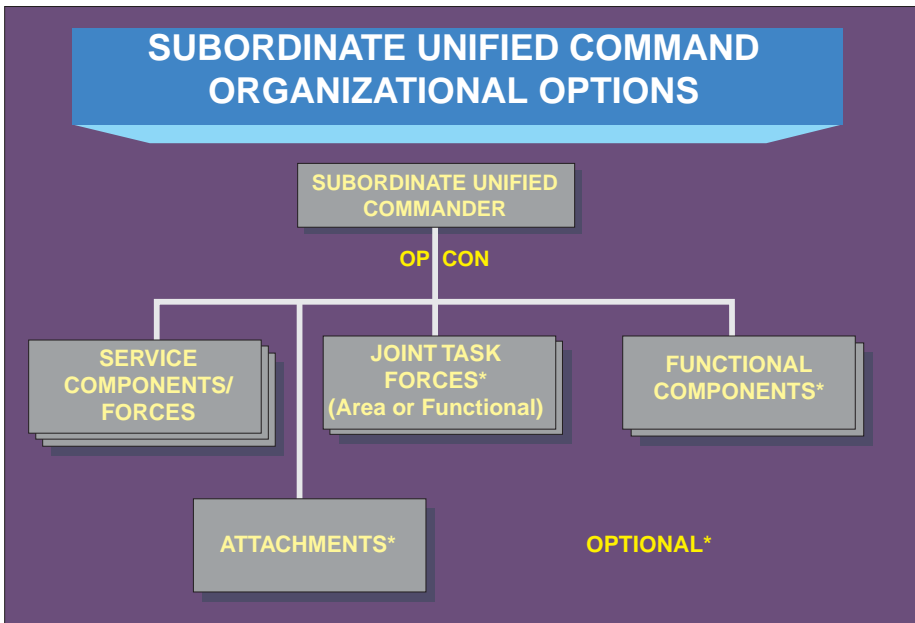 SUBORDINATE UNIFIED COMMAND
ORGANIZATIONAL OPTIONS
SUBORDINATE UNIFIED
COMMANDER
OP CON
SERVICE
COMPONENTS/
FORCES
JOINT TASK
FORCES*
(Area or Functional)
FUNCTIONAL
COMPONENTS*
ATTACHMENTS*
OPTIONAL*